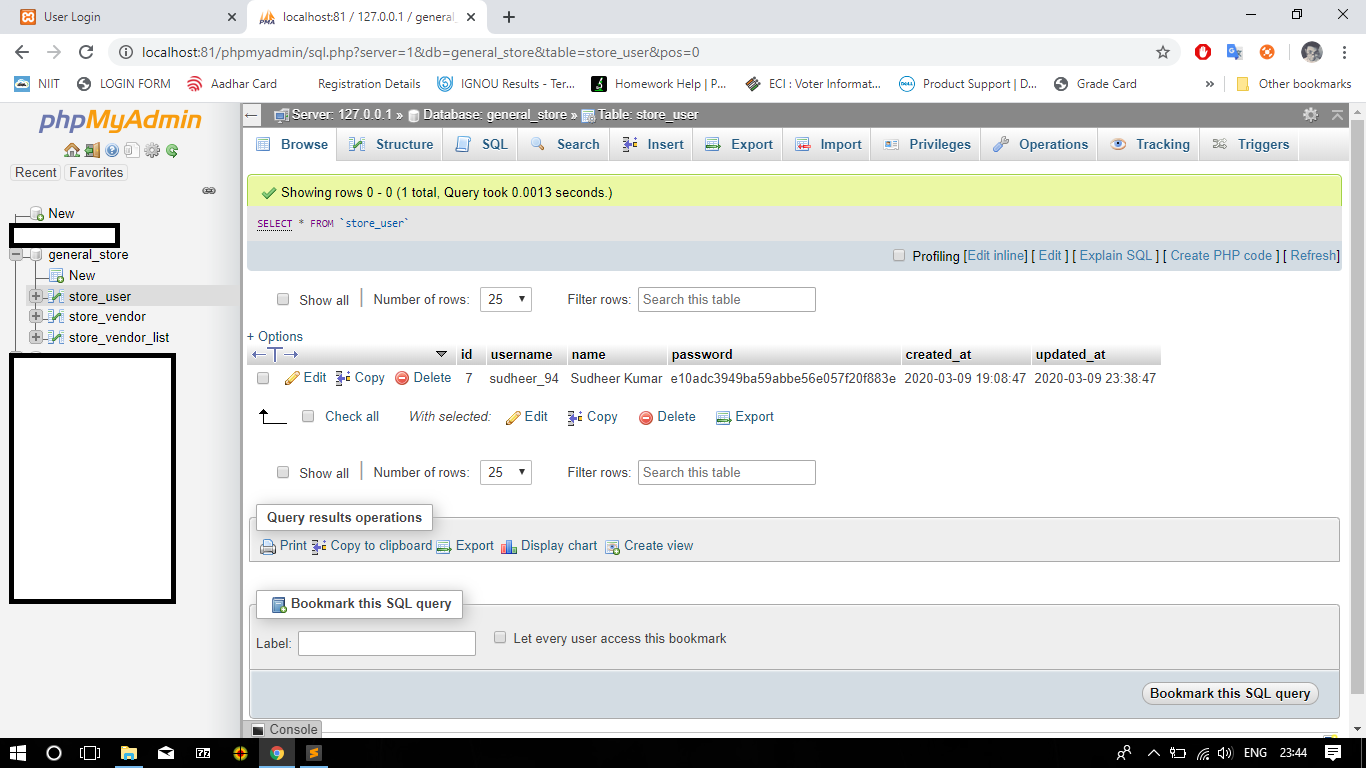 User Login
localhost:81 / 127.0.0.1 / general_
localhost:81/phpmyadmin/sql.php?server=1&db=general_store&table=store_user&pos=0
NIIT LOGIN FORM Aadhar Card Registration Details IGNOU Results - Ter... Homework Help | P... ECI : Voter Informat... Product Support | D... Grade Card » Other bookmarks
phpMyAdmin
Recent Favorites
New
general_store
New
store_user
store_vendor
store_vendor_list
Server: 127.0.0.1 » Database: general_store » Table: store_user
Browse Structure SQL Search Insert Export Import Privileges Operations Tracking Triggers
Showing rows 0 - 0 (1 total, Query took 0.0013 seconds.)
SELECT * FROM `store_user`
Profiling [Edit inline] [ Edit ] [ Explain SQL ] [ Create PHP code ] [ Refresh]
Show all | Number of rows: 25 Filter rows: Search this table
+ Options
id username name password created_at updated_at
Edit Copy Delete 7 sudheer_94 Sudheer Kumar e10adc3949ba59abbe56e057f20f883e 2020-03-09 19:08:47 2020-03-09 23:38:47
Check all With selected: Edit Copy Delete Export
Show all | Number of rows: 25 Filter rows: Search this table
Query results operations
Print Copy to clipboard Export Display chart Create view
Bookmark this SQL query
Label: Let every user access this bookmark
Bookmark this SQL query
Console
ENG 23:44